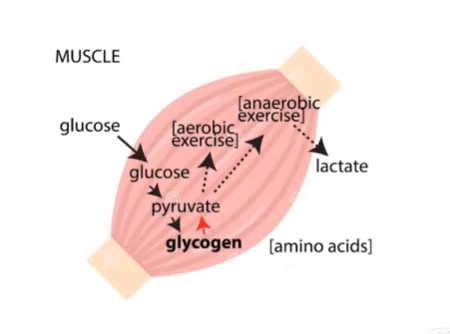 MUSCLE
[anaerobic
exercise]
glucose
[aerobic
exercise]
lactate
glucose
pyruvate
glycogen
[amino acids]